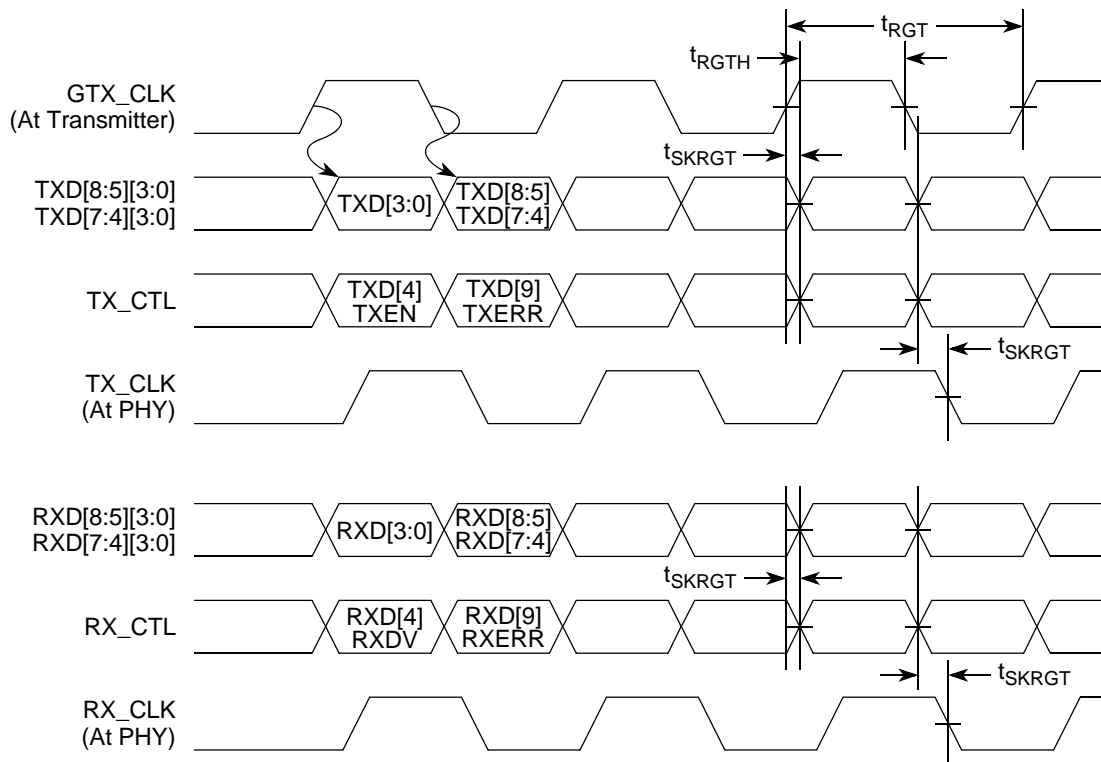 tRGT
tRGTH
GTX_CLK
(At Transmitter)
tSKRGT
TXD[8:5][3:0]
TXD[7:4][3:0]
TXD[3:0]
TXD[8:5]
TXD[7:4]
TX_CTL
TXD[4]
TXEN
TXD[9]
TXERR
tSKRGT
TX_CLK
(At PHY)
RXD[8:5][3:0]
RXD[7:4][3:0]
RXD[3:0]
RXD[8:5]
RXD[7:4]
tSKRGT
RX_CTL
RXD[4]
RXDV
RXD[9]
RXERR
tSKRGT
RX_CLK
(At PHY)